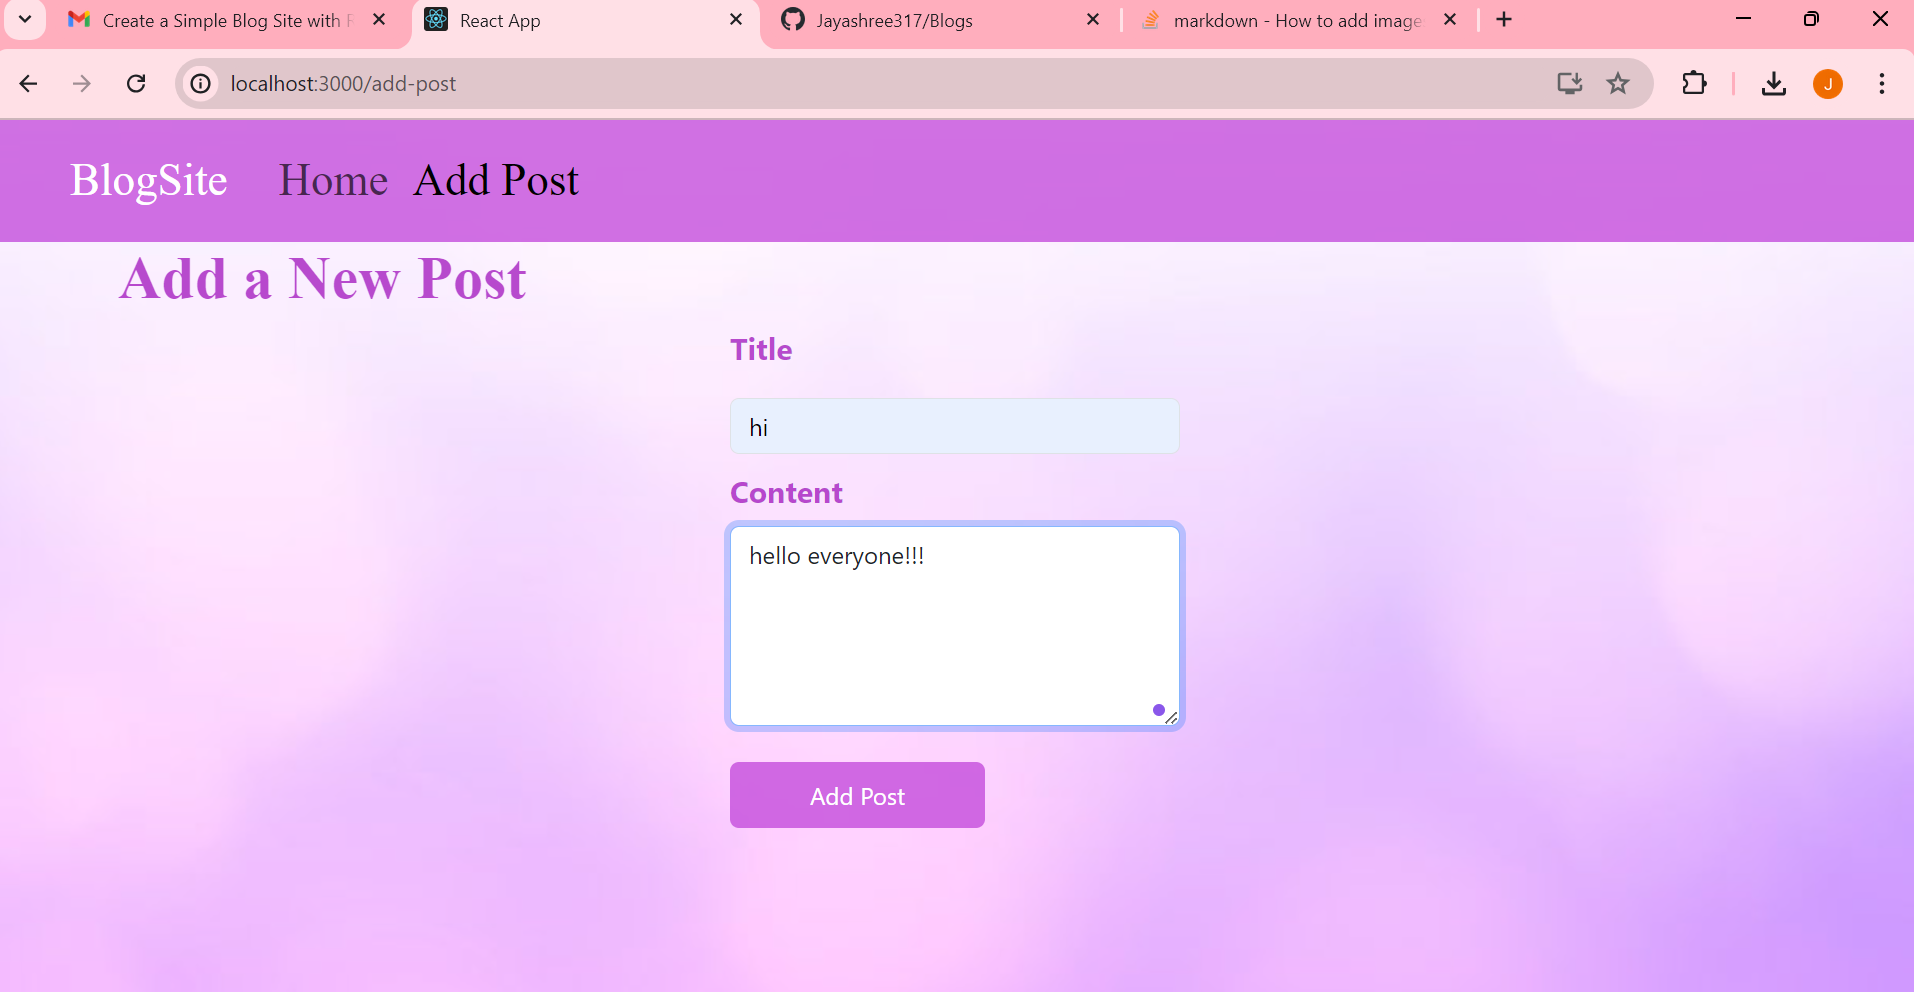 Create a Simple Blog Site with
React App
Jayashree317/Blogs
markdown - How to add image
localhost:3000/add-post
J
BlogSite Home Add Post
Add a New Post
Title
hi
Content
hello everyone!!!
Add Post